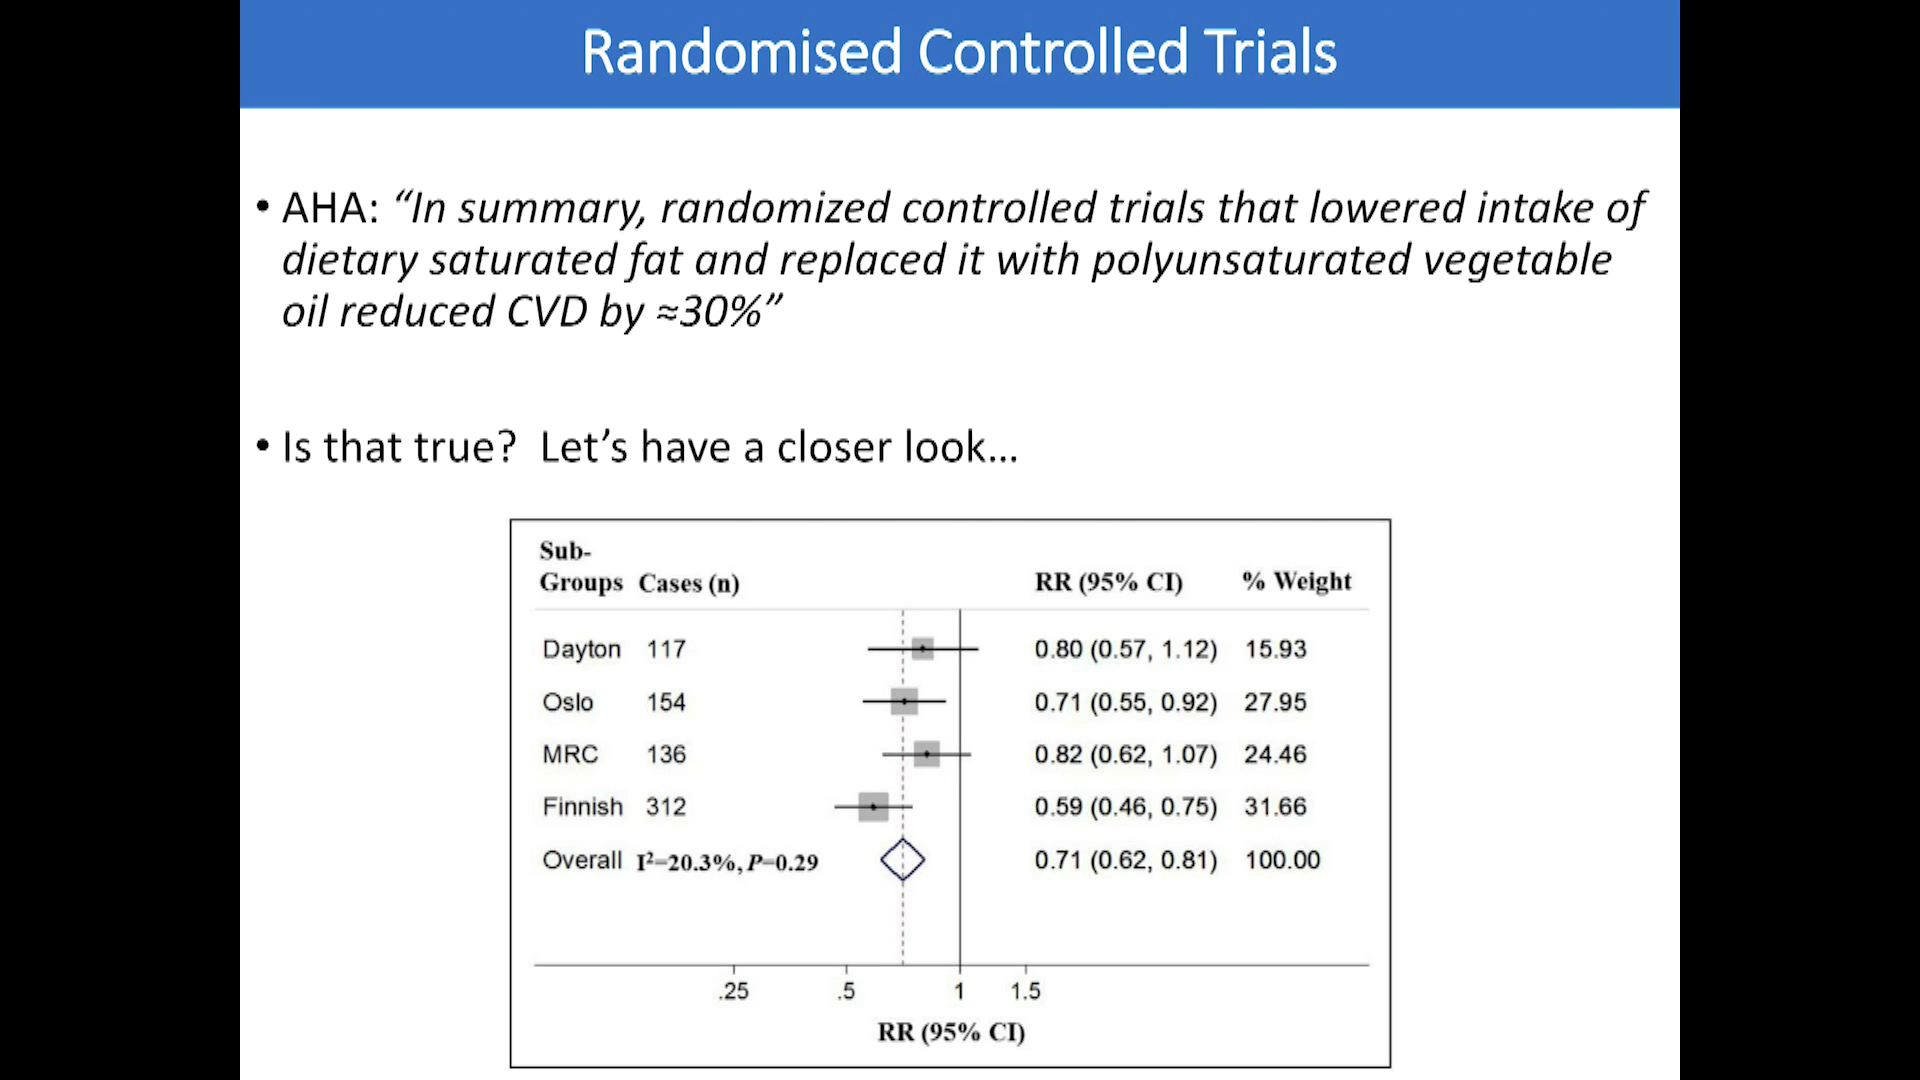 Randomised Controlled Trials
• AHA: “In summary, randomized controlled trials that lowered intake of
dietary saturated fat and replaced it with polyunsaturated vegetable
oil reduced CVD by ≈30%”
• Is that true?  Let’s have a closer look…
Sub-
Groups Cases (n) RR (95% CI) % Weight
Dayton 117 0.80 (0.57, 1.12) 15.93
Oslo 154 0.71 (0.55, 0.92) 27.95
MRC 136 0.82 (0.62, 1.07) 24.46
Finnish 312 0.59 (0.46, 0.75) 31.66
Overall I²=20.3%, P=0.29 0.71 (0.62, 0.81) 100.00
.25 .5 1 1.5
RR (95% CI)